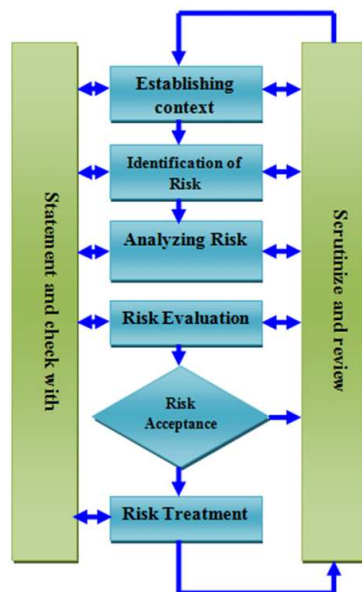 Establishing
context
Identification of
Risk
Analyzing Risk
Risk Evaluation
Risk
Acceptance
Risk Treatment
Statement and check with
Scrutinize and review